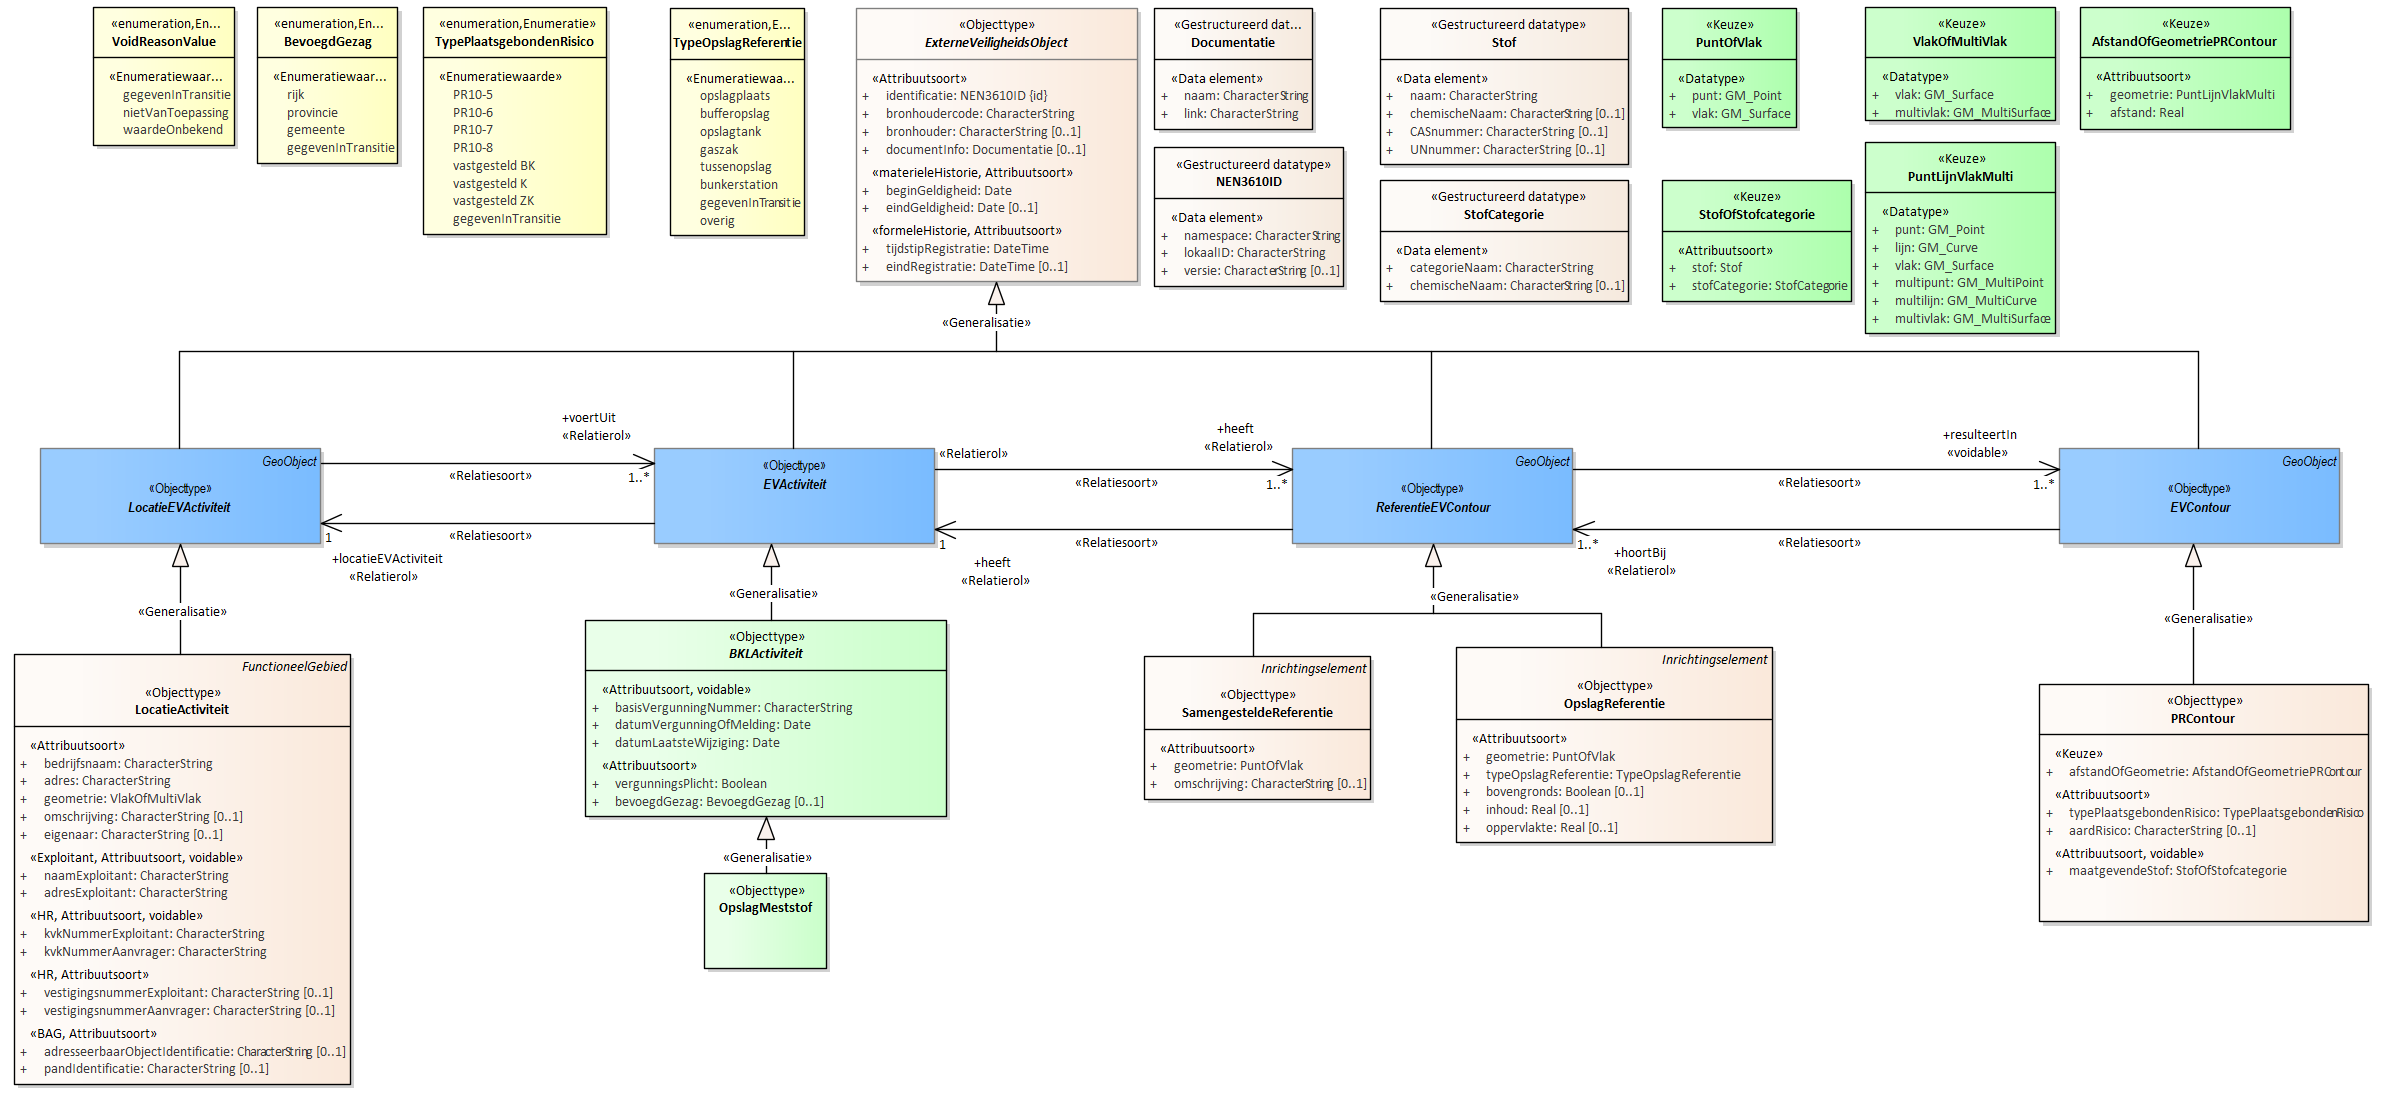 «enumeration,En...
VoidReasonValue
«Enumeratiewaar...
gegevenInTransitie
nietVanToepassing
waardeOnbekend
«enumeration,En...
BevoegdGezag
«Enumeratiewaar...
rijk
provincie
gemeente
gegevenInTransitie
«enumeration,Enumeratie»
TypePlaatsgebondenRisico
«Enumeratiewaarde»
PR10-5
PR10-6
PR10-7
PR10-8
vastgesteld BK
vastgesteld K
vastgesteld ZK
gegevenInTransitie
«enumeration,E...
TypeOpslagReferentie
«Enumeratiewaa...
opslagplaats
bufferopslag
opslagtank
gaszak
tussenopslag
bunkerstation
gegevenInTransitie
overig
«Objecttype»
ExterneVeiligheidsObject
«Attribuutsoort»
+ identificatie: NEN3610ID {id}
+ bronhoudercode: CharacterString
+ bronhouder: CharacterString [0..1]
+ documentInfo: Documentatie [0..1]
«materieleHistorie, Attribuutsoort»
+ beginGeldigheid: Date
+ eindGeldigheid: Date [0..1]
«formeleHistorie, Attribuutsoort»
+ tijdstipRegistratie: DateTime
+ eindRegistratie: DateTime [0..1]
«Gestructureerd dat...
Documentatie
«Data element»
+ naam: CharacterString
+ link: CharacterString
«Gestructureerd datatype»
NEN3610ID
«Data element»
+ namespace: CharacterString
+ lokaalID: CharacterString
+ versie: CharacterString [0..1]
«Gestructureerd datatype»
Stof
«Data element»
+ naam: CharacterString
+ chemischeNaam: CharacterString [0..1]
+ CASnummer: CharacterString [0..1]
+ UNnummer: CharacterString [0..1]
«Gestructureerd datatype»
StofCategorie
«Data element»
+ categorieNaam: CharacterString
+ chemischeNaam: CharacterString [0..1]
«Keuze»
PuntOfVlak
«Datatype»
+ punt: GM_Point
+ vlak: GM_Surface
«Keuze»
StofOfStofcategorie
«Attribuutsoort»
+ stof: Stof
+ stofCategorie: StofCategorie
«Keuze»
VlakOfMultiVlak
«Datatype»
+ vlak: GM_Surface
+ multivlak: GM_MultiSurface
«Keuze»
PuntLijnVlakMulti
«Datatype»
+ punt: GM_Point
+ lijn: GM_Curve
+ vlak: GM_Surface
+ multipunt: GM_MultiPoint
+ multilijn: GM_MultiCurve
+ multivlak: GM_MultiSurface
«Keuze»
AfstandOfGeometriePRContour
«Attribuutsoort»
+ geometrie: PuntLijnVlakMulti
+ afstand: Real
«Generalisatie»
GeoObject
«Objecttype»
LocatieEVActiviteit
+voertUit
«Relatierol»
1..*
«Relatiesoort»
«Relatiesoort»
1
+locatieEVActiviteit
«Relatierol»
«Objecttype»
EVActiviteit
«Relatierol»
+heeft
«Relatierol»
1..*
«Relatiesoort»
«Relatiesoort»
1
+heeft
«Relatierol»
GeoObject
«Objecttype»
ReferentieEVContour
+resulteertIn
«voidable»
1..*
«Relatiesoort»
«Relatiesoort»
1..*
+hoortBij
«Relatierol»
GeoObject
«Objecttype»
EVContour
«Generalisatie»
«Generalisatie»
«Generalisatie»
«Generalisatie»
FunctioneelGebied
«Objecttype»
LocatieActiviteit
«Attribuutsoort»
+ bedrijfsnaam: CharacterString
+ adres: CharacterString
+ geometrie: VlakOfMultiVlak
+ omschrijving: CharacterString [0..1]
+ eigenaar: CharacterString [0..1]
«Exploitant, Attribuutsoort, voidable»
+ naamExploitant: CharacterString
+ adresExploitant: CharacterString
«HR, Attribuutsoort, voidable»
+ kvkNummerExploitant: CharacterString
+ kvkNummerAanvrager: CharacterString
«HR, Attribuutsoort»
+ vestigingsnummerExploitant: CharacterString [0..1]
+ vestigingsnummerAanvrager: CharacterString [0..1]
«BAG, Attribuutsoort»
+ adresseerbaarObjectIdentificatie: CharacterString [0..1]
+ pandIdentificatie: CharacterString [0..1]
«Objecttype»
BKLActiviteit
«Attribuutsoort, voidable»
+ basisVergunningNummer: CharacterString
+ datumVergunningOfMelding: Date
+ datumLaatsteWijziging: Date
«Attribuutsoort»
+ vergunningsPlicht: Boolean
+ bevoegdGezag: BevoegdGezag [0..1]
«Generalisatie»
«Objecttype»
OpslagMeststof
Inrichtingselement
«Objecttype»
SamengesteldeReferentie
«Attribuutsoort»
+ geometrie: PuntOfVlak
+ omschrijving: CharacterString [0..1]
Inrichtingselement
«Objecttype»
OpslagReferentie
«Attribuutsoort»
+ geometrie: PuntOfVlak
+ typeOpslagReferentie: TypeOpslagReferentie
+ bovengronds: Boolean [0..1]
+ inhoud: Real [0..1]
+ oppervlakte: Real [0..1]
«Objecttype»
PRContour
«Keuze»
+ afstandOfGeometrie: AfstandOfGeometriePRContour
«Attribuutsoort»
+ typePlaatsgebondenRisico: TypePlaatsgebondenRisico
+ aardRisico: CharacterString [0..1]
«Attribuutsoort, voidable»
+ maatgevendeStof: StofOfStofcategorie